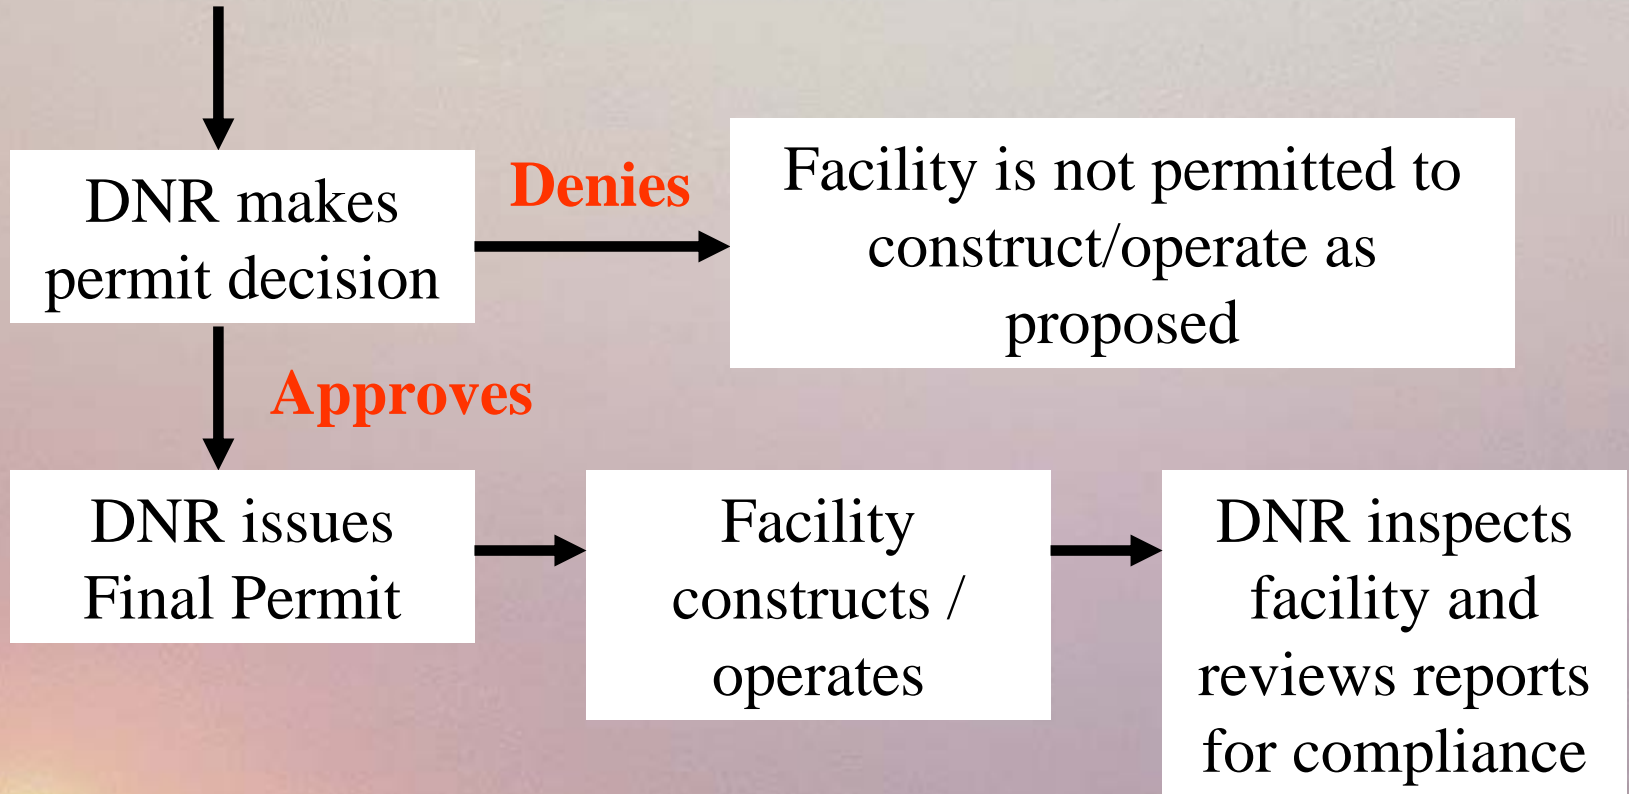 DNR makes
permit decision
Denies
Facility is not permitted to
construct/operate as
proposed
Approves
DNR issues
Final Permit
Facility
constructs /
operates
DNR inspects
facility and
reviews reports
for compliance